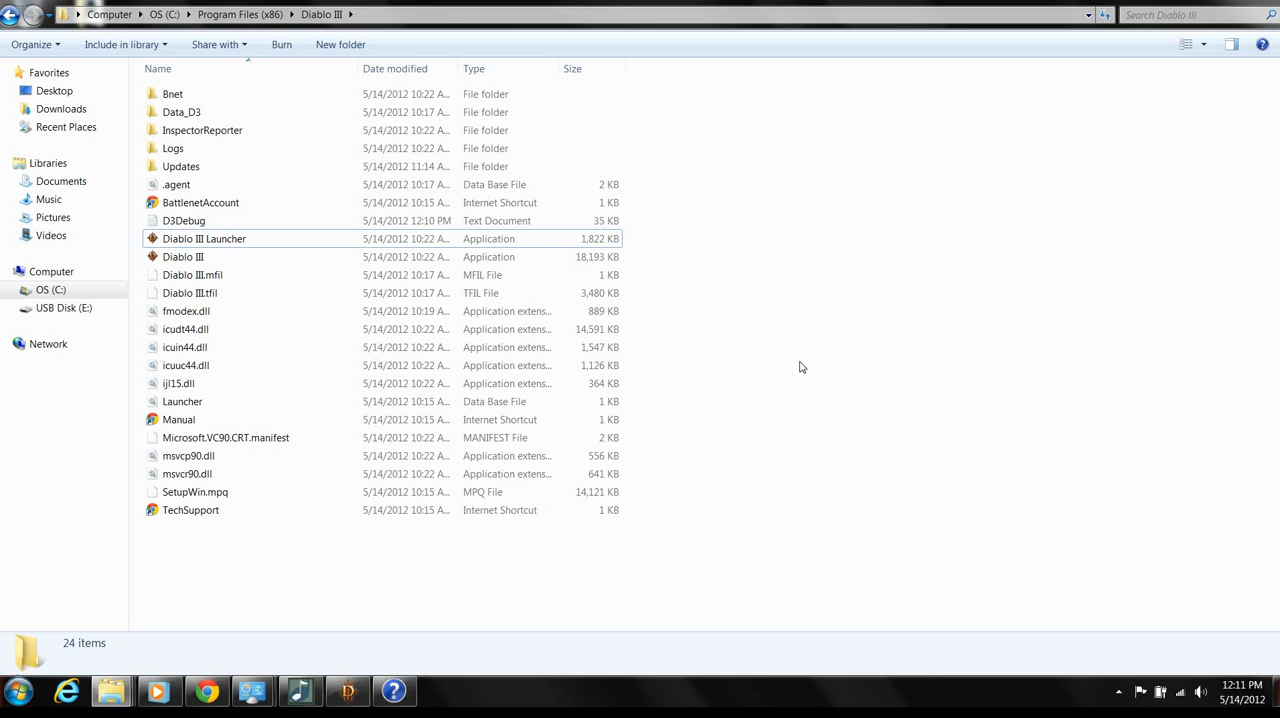 Computer ▸ OS (C:) ▸ Program Files (x86) ▸ Diablo III ▸ Search Diablo III
Organize Include in library Share with Burn New folder
Name Date modified Type Size
Favorites
Desktop
Downloads
Recent Places
Libraries
Documents
Music
Pictures
Videos
Computer
OS (C:)
USB Disk (E:)
Network
Bnet 5/14/2012 10:22 A... File folder
Data_D3 5/14/2012 10:17 A... File folder
InspectorReporter 5/14/2012 10:22 A... File folder
Logs 5/14/2012 10:22 A... File folder
Updates 5/14/2012 11:14 A... File folder
.agent 5/14/2012 10:17 A... Data Base File 2 KB
BattlenetAccount 5/14/2012 10:15 A... Internet Shortcut 1 KB
D3Debug 5/14/2012 12:10 PM Text Document 35 KB
Diablo III Launcher 5/14/2012 10:22 A... Application 1,822 KB
Diablo III 5/14/2012 10:22 A... Application 18,193 KB
Diablo III.mfil 5/14/2012 10:17 A... MFIL File 1 KB
Diablo III.tfil 5/14/2012 10:17 A... TFIL File 3,480 KB
fmodex.dll 5/14/2012 10:19 A... Application extens... 889 KB
icudt44.dll 5/14/2012 10:22 A... Application extens... 14,591 KB
icuin44.dll 5/14/2012 10:22 A... Application extens... 1,547 KB
icuuc44.dll 5/14/2012 10:22 A... Application extens... 1,126 KB
ijl15.dll 5/14/2012 10:22 A... Application extens... 364 KB
Launcher 5/14/2012 10:15 A... Data Base File 1 KB
Manual 5/14/2012 10:15 A... Internet Shortcut 1 KB
Microsoft.VC90.CRT.manifest 5/14/2012 10:22 A... MANIFEST File 2 KB
msvcp90.dll 5/14/2012 10:22 A... Application extens... 556 KB
msvcr90.dll 5/14/2012 10:22 A... Application extens... 641 KB
SetupWin.mpq 5/14/2012 10:15 A... MPQ File 14,121 KB
TechSupport 5/14/2012 10:15 A... Internet Shortcut 1 KB
24 items
12:11 PM
5/14/2012